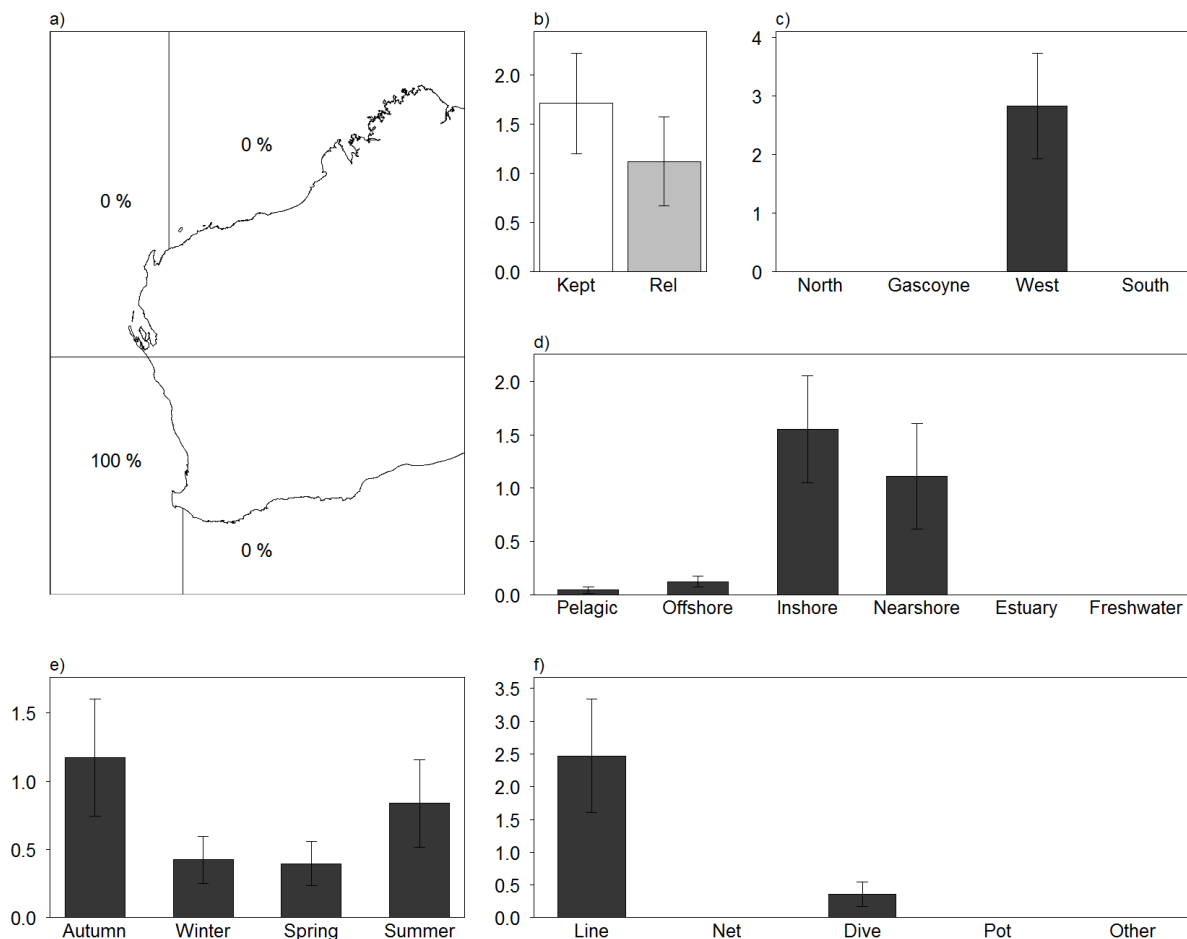 a)
0 %
0 %
100 %
0 %
b)
2.0
1.5
1.0
0.5
0.0
Kept Rel
c)
4
3
2
1
0
North Gascoyne West South
d)
2.0
1.5
1.0
0.5
0.0
Pelagic Offshore Inshore Nearshore Estuary Freshwater
e)
1.5
1.0
0.5
0.0
Autumn Winter Spring Summer
f)
3.5
3.0
2.5
2.0
1.5
1.0
0.5
0.0
Line Net Dive Pot Other